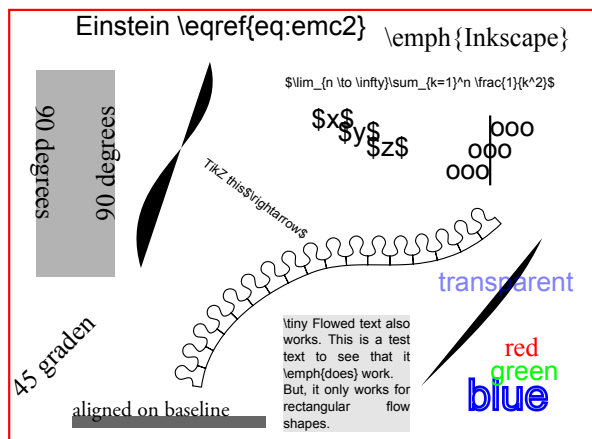 Einstein \eqref{eq:emc2}
\emph{Inkscape}
$\lim_{n \to \infty}\sum_{k=1}^n \frac{1}{k^2}$
90 degrees
90 degrees
$x$
$y$
$z$
ooo
ooo
ooo
TikZ this$\rightarrow$
transparent
45 graden
\tiny Flowed text also
works. This is a test
text to see that it
\emph{does} work.
But, it only works for
rectangular flow
shapes.
red
green
blue
aligned on baseline